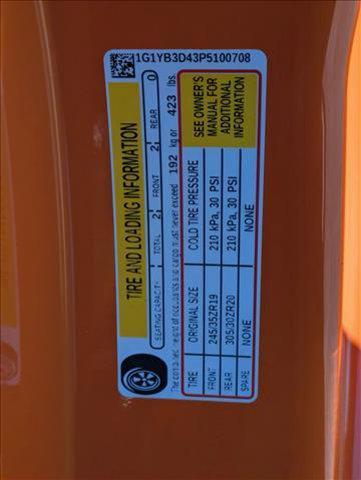 1G1YB3D43P5100708
TIRE AND LOADING INFORMATION
SEATING CAPACITY TOTAL 2 FRONT 2 REAR 0
The combined weight of occupants and cargo must never exceed 192 kg or 423 lbs.
TIRE ORIGINAL SIZE COLD TIRE PRESSURE
FRONT 245/35ZR19 210 kPa, 30 PSI
REAR 305/30ZR20 210 kPa, 30 PSI
SPARE NONE NONE
SEE OWNER'S
MANUAL FOR
ADDITIONAL
INFORMATION